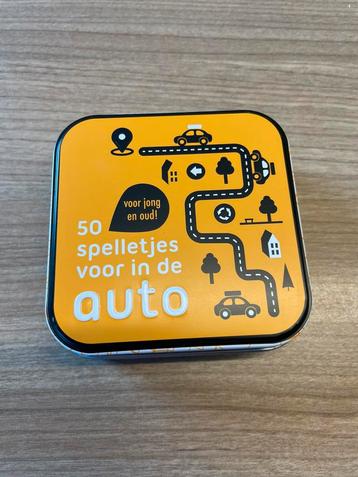 voor jong
en oud!
50
spelletjes
voor in de
auto